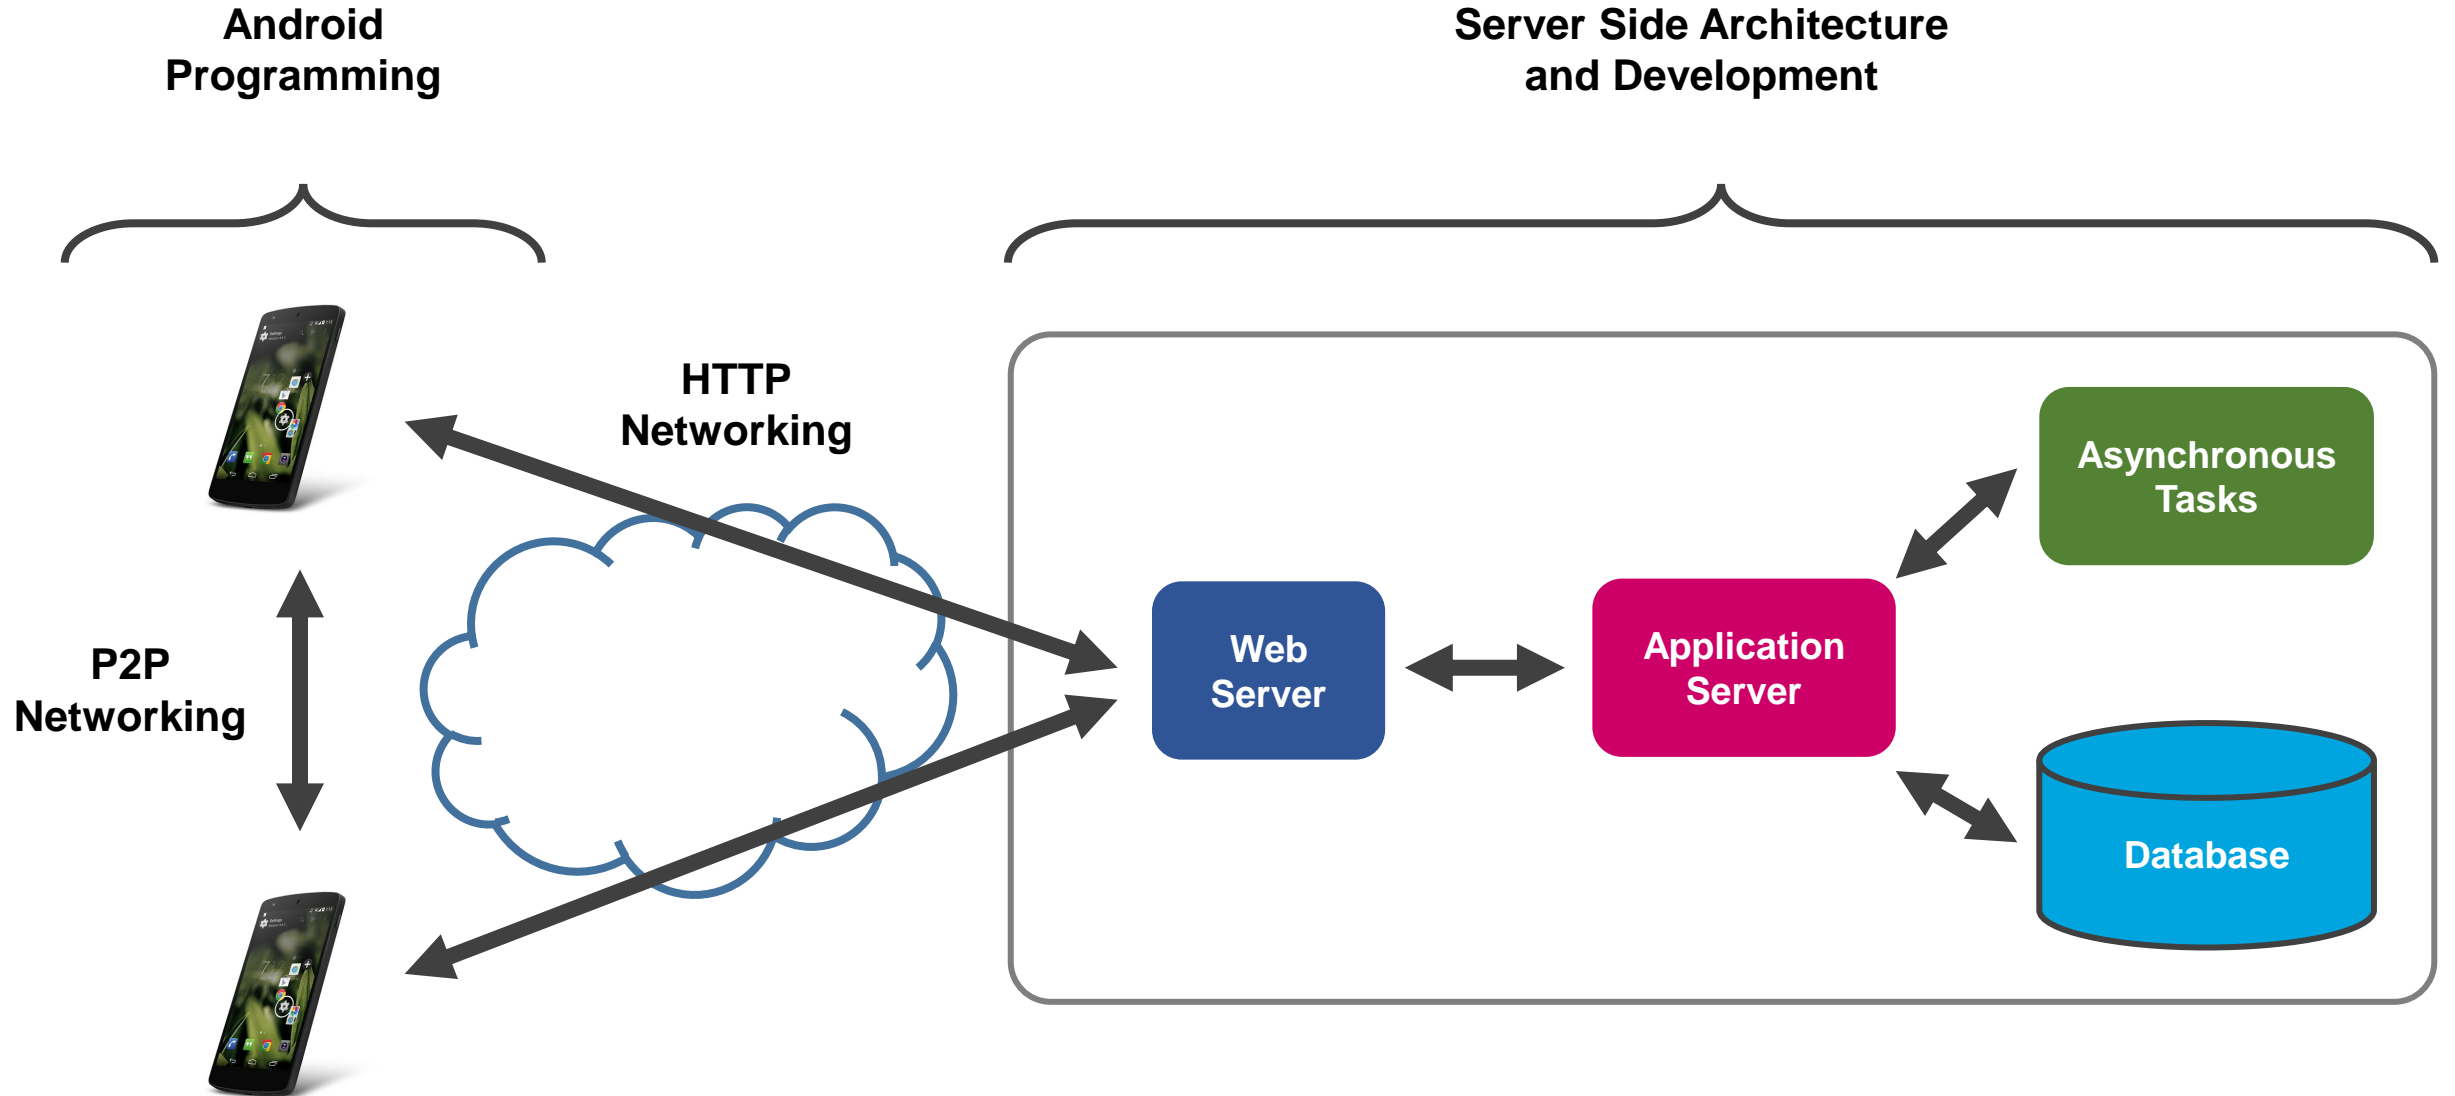 Android
Programming
Server Side Architecture
and Development
HTTP
Networking
P2P
Networking
Web
Server
Application
Server
Asynchronous
Tasks
Database